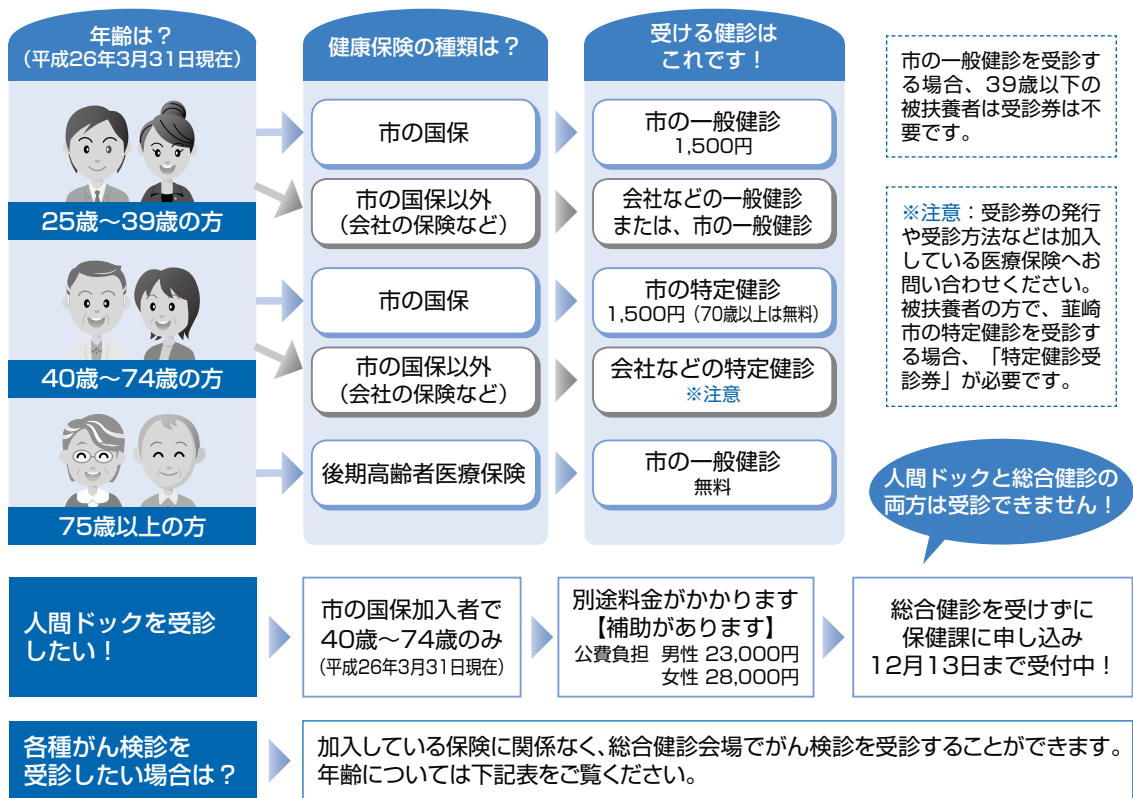 年齢は？
（平成26年3月31日現在）
健康保険の種類は？
受ける健診は
これです！
25歳～39歳の方
市の国保
市の一般健診
1,500円
市の国保以外
（会社の保険など）
会社などの一般健診
または、市の一般健診
40歳～74歳の方
市の国保
市の特定健診
1,500円（70歳以上は無料）
市の国保以外
（会社の保険など）
会社などの特定健診
※注意
75歳以上の方
後期高齢者医療保険
市の一般健診
無料
市の一般健診を受診す
る場合、39歳以下の
被扶養者は受診券は不
要です。
※注意：受診券の発行
や受診方法などは加入
している医療保険へお
問い合わせください。
被扶養者の方で、韮崎
市の特定健診を受診す
る場合、「特定健診受
診券」が必要です。
人間ドックと総合健診の
両方は受診できません！
人間ドックを受診
したい！
市の国保加入者で
40歳～74歳のみ
（平成26年3月31日現在）
別途料金がかかります
【補助があります】
公費負担 男性 23,000円
女性 28,000円
総合健診を受けずに
保健課に申し込み
12月13日まで受付中！
各種がん検診を
受診したい場合は？
加入している保険に関係なく、総合健診会場でがん検診を受診することができます。
年齢については下記表をご覧ください。